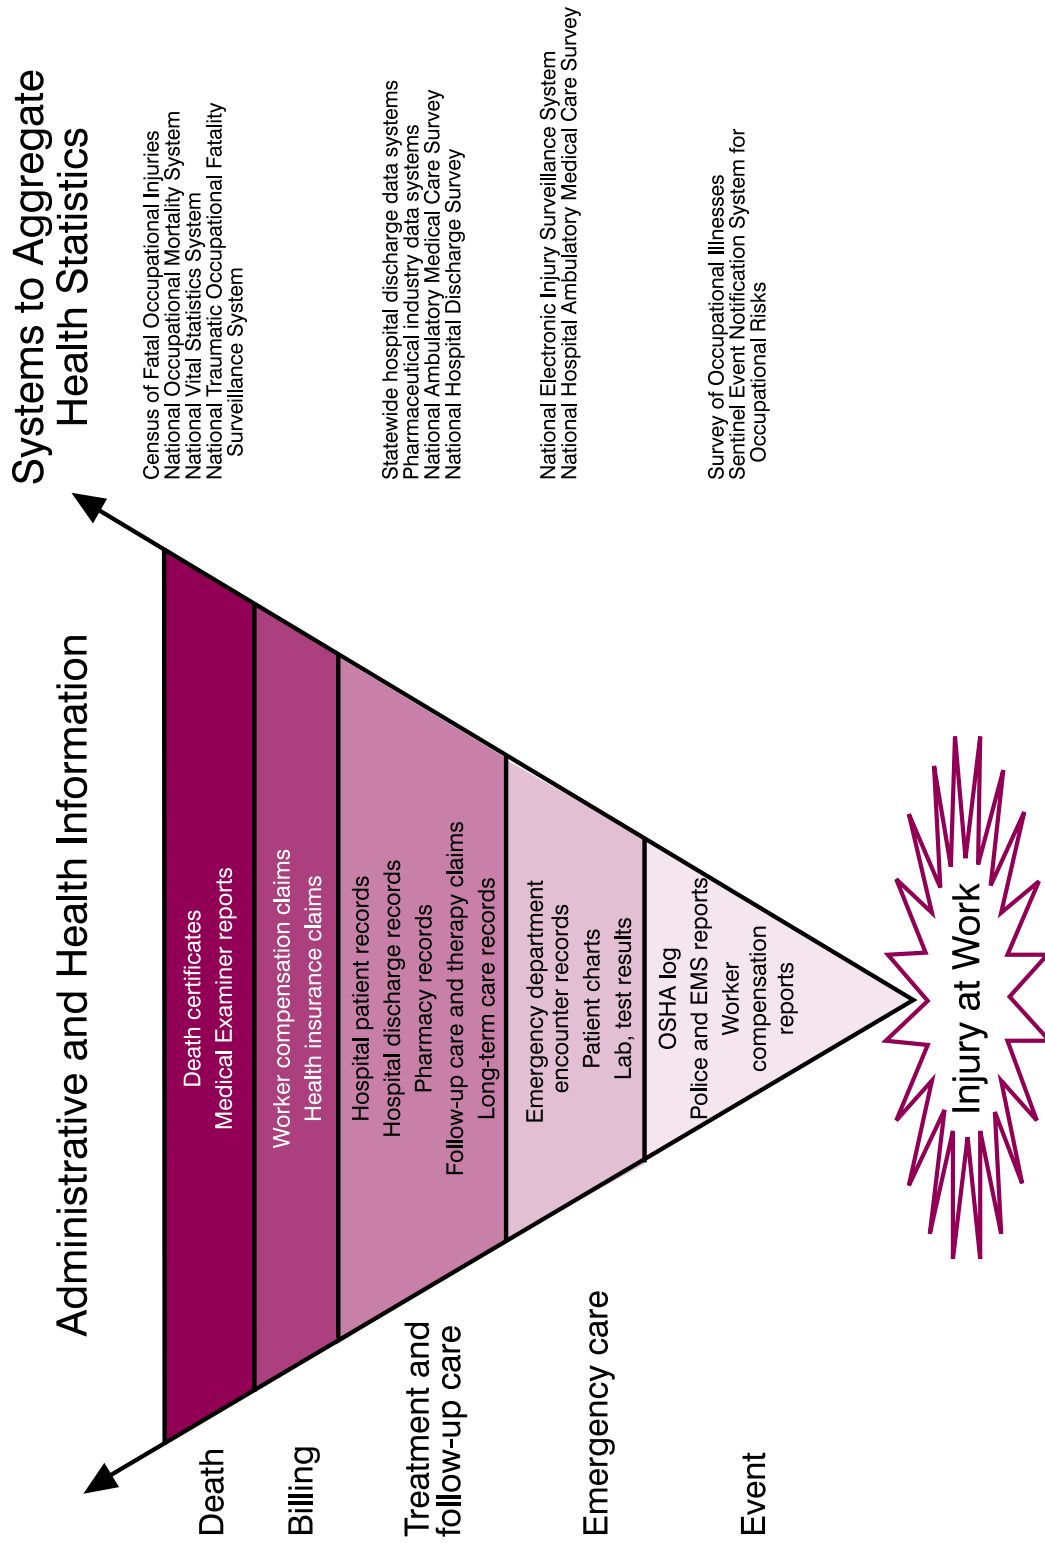 Administrative and Health Information
Systems to Aggregate
Health Statistics
Death
Death certificates
Medical Examiner reports
Census of Fatal Occupational Injuries
National Occupational Mortality System
National Vital Statistics System
National Traumatic Occupational Fatality
Surveillance System
Billing
Worker compensation claims
Health insurance claims
Treatment and
follow-up care
Hospital patient records
Hospital discharge records
Pharmacy records
Follow-up care and therapy claims
Long-term care records
Statewide hospital discharge data systems
Pharmaceutical industry data systems
National Ambulatory Medical Care Survey
National Hospital Discharge Survey
Emergency care
Emergency department
encounter records
Patient charts
Lab, test results
National Electronic Injury Surveillance System
National Hospital Ambulatory Medical Care Survey
Event
OSHA log
Police and EMS reports
Worker
compensation
reports
Survey of Occupational Illnesses
Sentinel Event Notification System for
Occupational Risks
Injury at Work